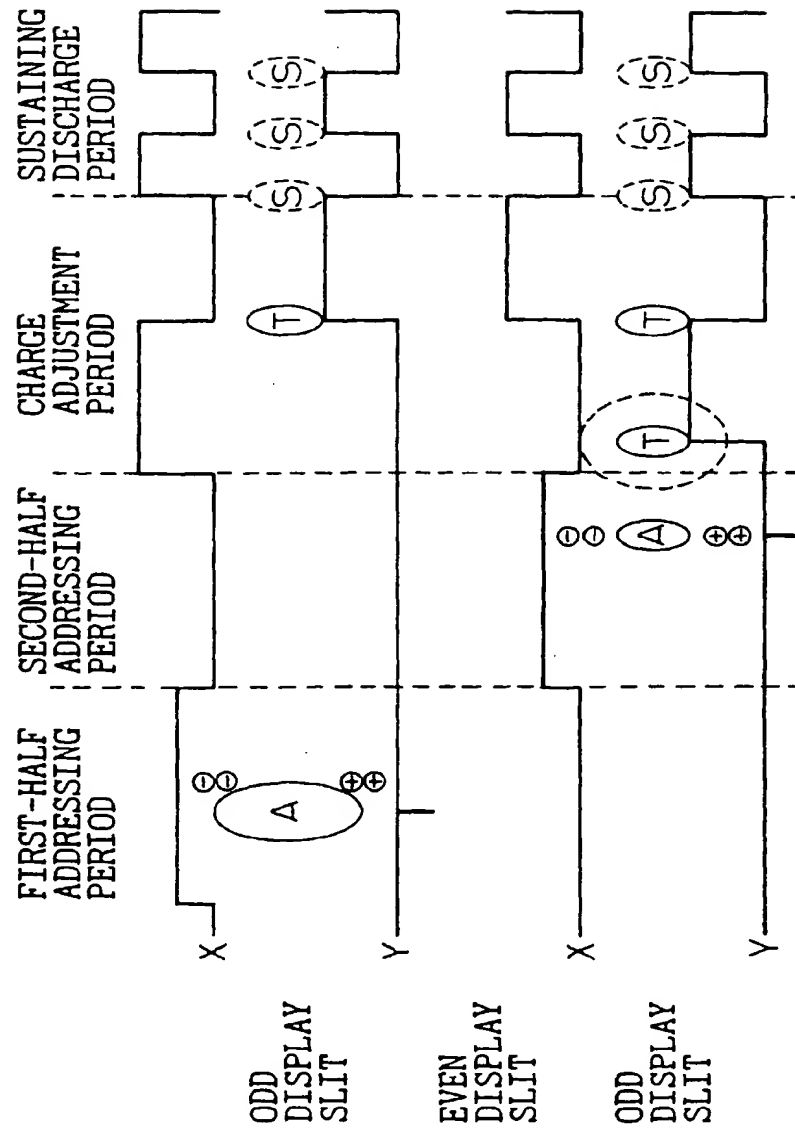 FIRST-HALF
ADDRESSING
PERIOD
SECOND-HALF
ADDRESSING
PERIOD
CHARGE
ADJUSTMENT
PERIOD
SUSTAINING
DISCHARGE
PERIOD
ODD
DISPLAY
SLIT
X
⊖⊖
A
⊕⊕
T
S
S
S
Y
EVEN
DISPLAY
SLIT
X
ODD
DISPLAY
SLIT
⊖⊖
A
⊕⊕
T
T
S
S
S
Y